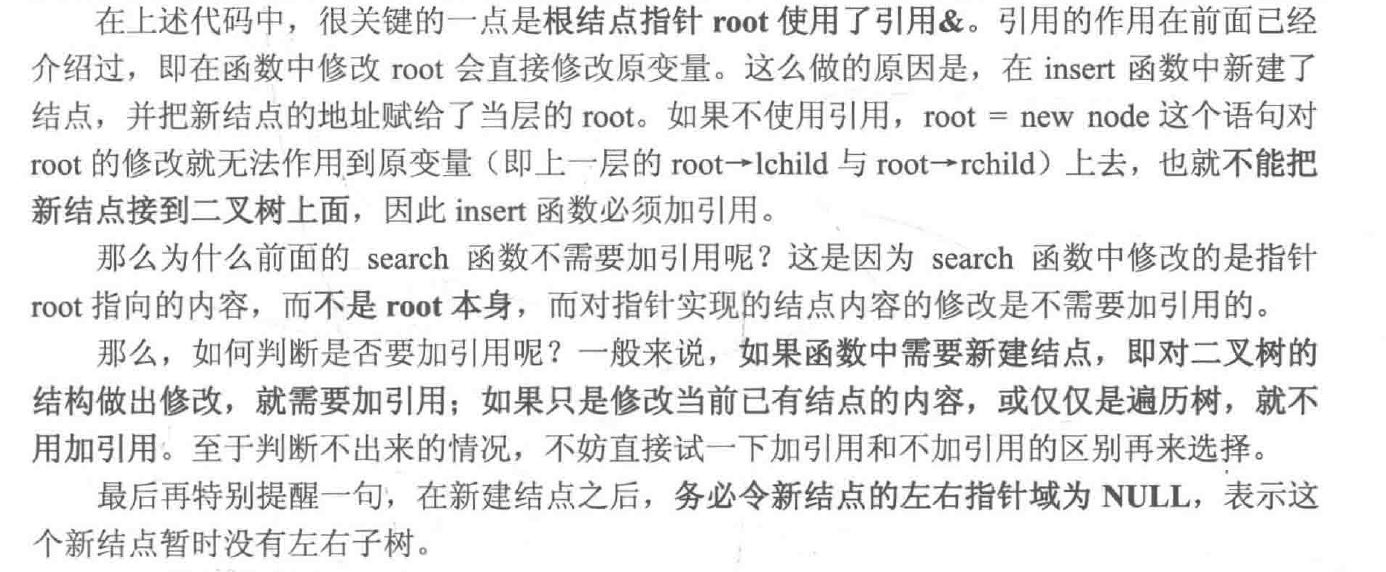 在上述代码中，很关键的一点是根结点指针 root 使用了引用&。引用的作用在前面已经
介绍过，即在函数中修改 root 会直接修改原变量。这么做的原因是，在 insert 函数中新建了
结点，并把新结点的地址赋给了当层的 root。如果不使用引用，root = new node 这个语句对
root 的修改就无法作用到原变量（即上一层的 root→lchild 与 root→rchild）上去，也就不能把
新结点接到二叉树上面，因此 insert 函数必须加引用。
那么为什么前面的 search 函数不需要加引用呢？这是因为 search 函数中修改的是指针
root 指向的内容，而不是 root 本身，而对指针实现的结点内容的修改是不需要加引用的。
那么，如何判断是否要加引用呢？一般来说，如果函数中需要新建结点，即对二叉树的
结构做出修改，就需要加引用；如果只是修改当前已有结点的内容，或仅仅是遍历树，就不
用加引用。至于判断不出来的情况，不妨直接试一下加引用和不加引用的区别再来选择。
最后再特别提醒一句，在新建结点之后，务必令新结点的左右指针域为 NULL，表示这
个新结点暂时没有左右子树。